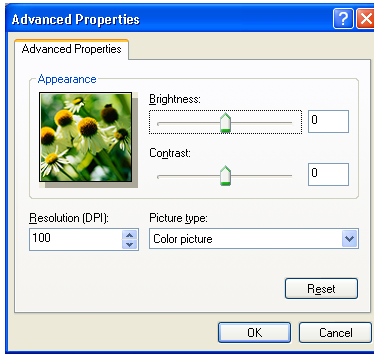 Advanced Properties
Advanced Properties
Appearance
Brightness:
0
Contrast:
0
Resolution (DPI):
Picture type:
100
Color picture
Reset
OK
Cancel